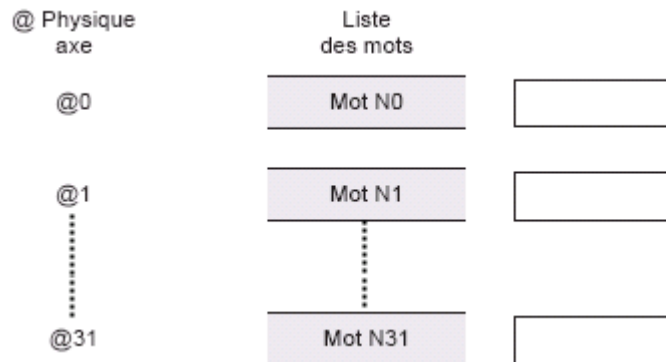 @ Physique
axe
Liste
des mots
@0
Mot N0
@1
Mot N1
@31
Mot N31